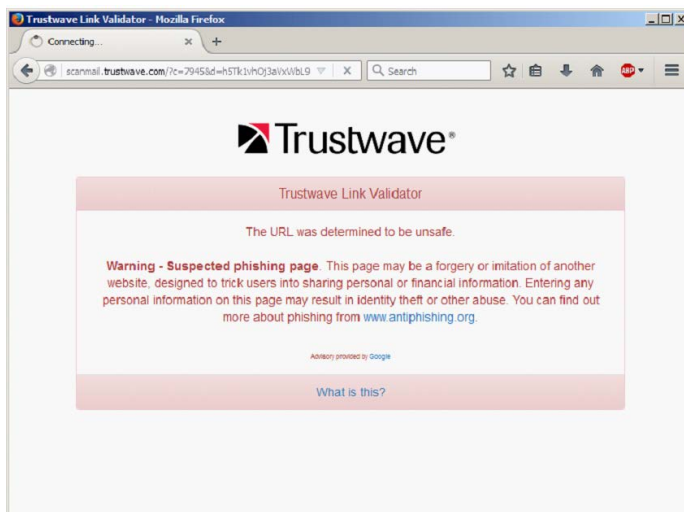 Trustwave Link Validator - Mozilla Firefox
Connecting...
scanmail.trustwave.com/?c=7945&d=h5Tk1vhOj3aVxWbL9
Search
ABP
Trustwave®
Trustwave Link Validator
The URL was determined to be unsafe.
Warning - Suspected phishing page. This page may be a forgery or imitation of another
website, designed to trick users into sharing personal or financial information. Entering any
personal information on this page may result in identity theft or other abuse. You can find out
more about phishing from www.antiphishing.org.
Advisory provided by Google
What is this?